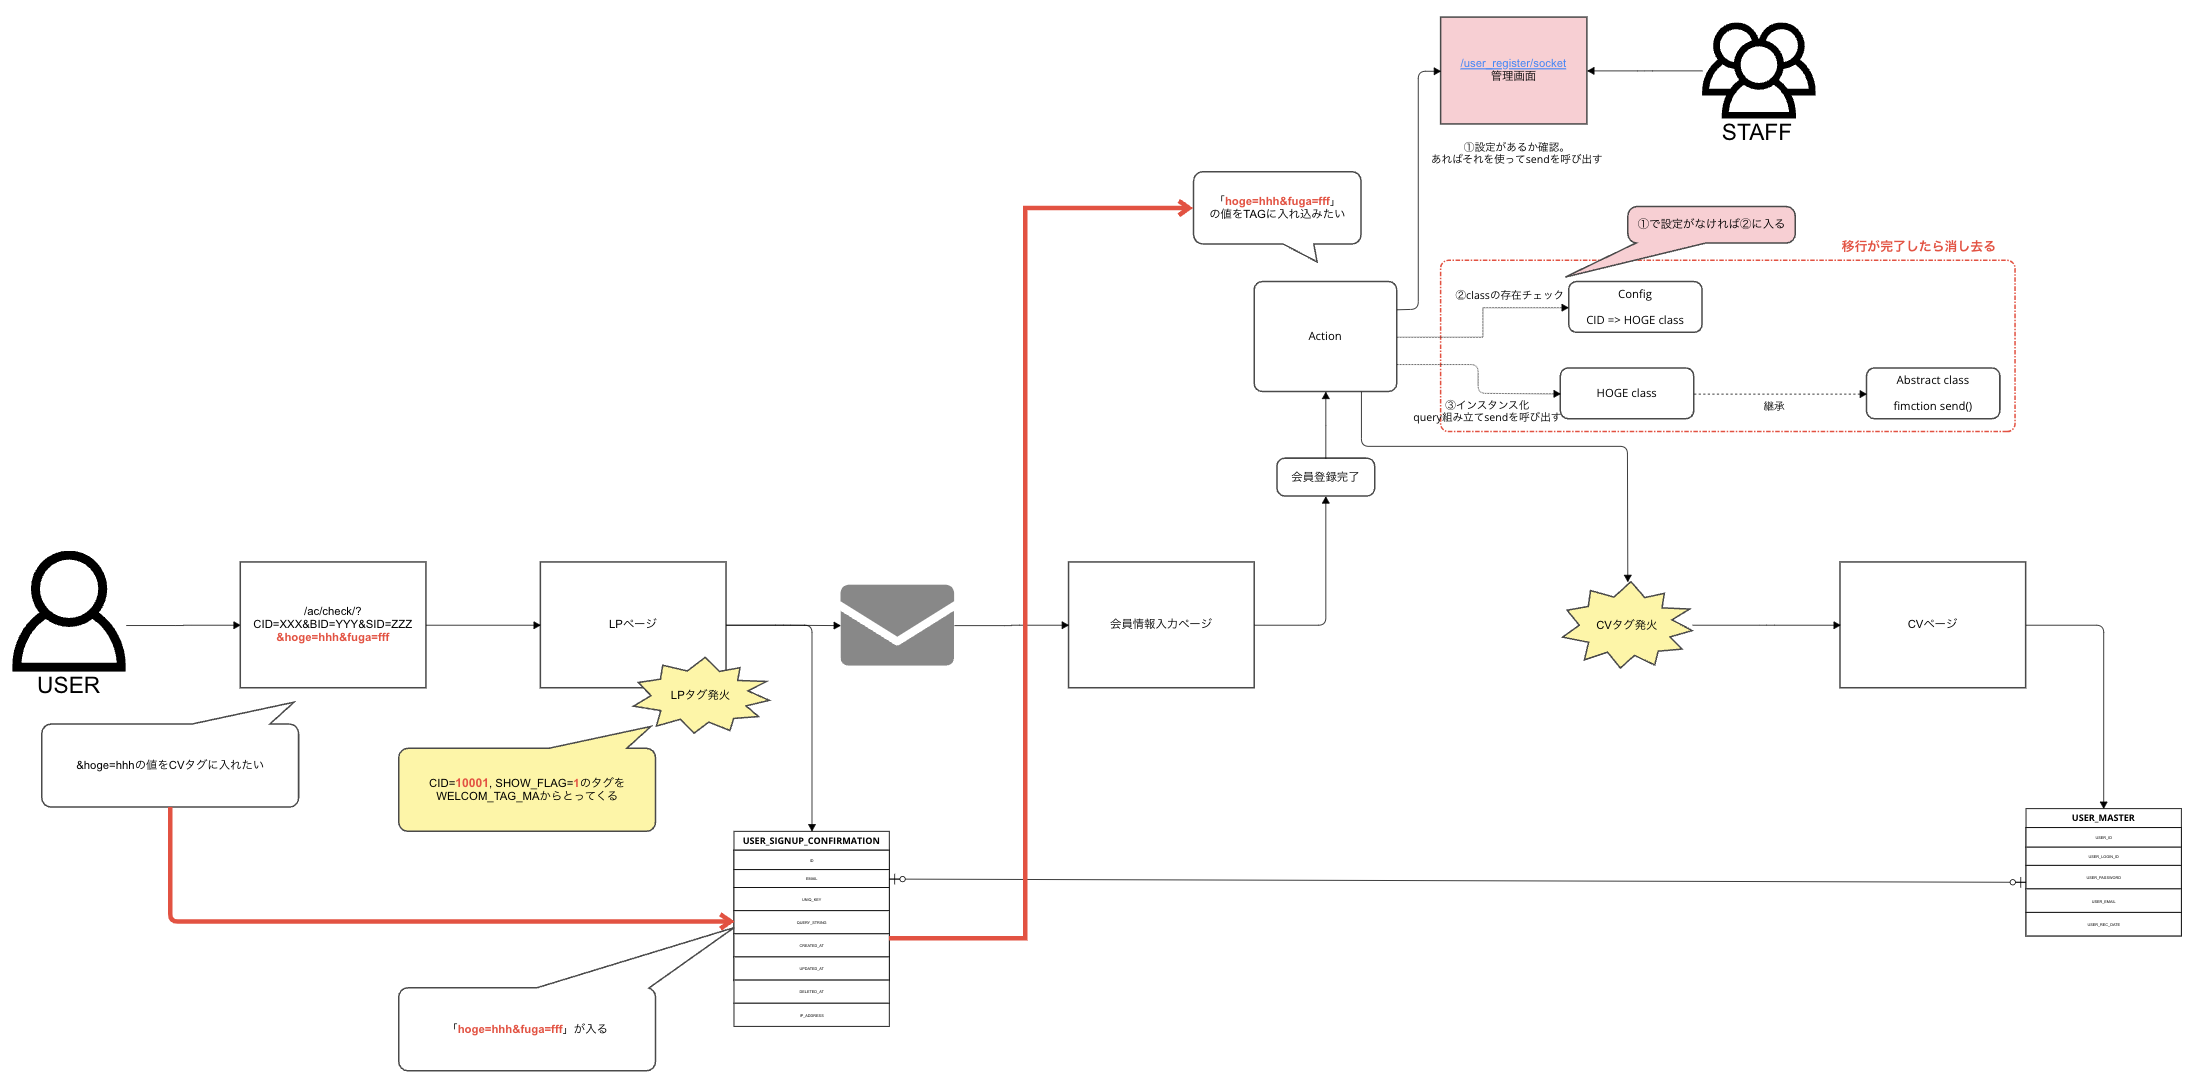 /user_register/socket
管理画面
STAFF
①設定があるか確認。
あればそれを使ってsendを呼び出す
「hoge=hhh&fuga=fff」
の値をTAGに入れ込みたい
①で設定がなければ②に入る
移行が完了したら消し去る
②classの存在チェック
Config
CID => HOGE class
Action
HOGE class
継承
Abstract class
fimction send()
③インスタンス化
query組み立てsendを呼び出す
会員登録完了
USER
/ac/check/?
CID=XXX&BID=YYY&SID=ZZZ
&hoge=hhh&fuga=fff
LPページ
LPタグ発火
会員情報入力ページ
CVタグ発火
CVページ
&hoge=hhhの値をCVタグに入れたい
CID=10001, SHOW_FLAG=1のタグを
WELCOM_TAG_MAからとってくる
USER_SIGNUP_CONFIRMATION
ID
EMAIL
UNIQ_KEY
QUERY_STRING
CREATED_AT
UPDATED_AT
DELETED_AT
IP_ADDRESS
「hoge=hhh&fuga=fff」が入る
USER_MASTER
USER_ID
USER_LOGIN_ID
USER_PASSWORD
USER_EMAIL
USER_REC_DATE